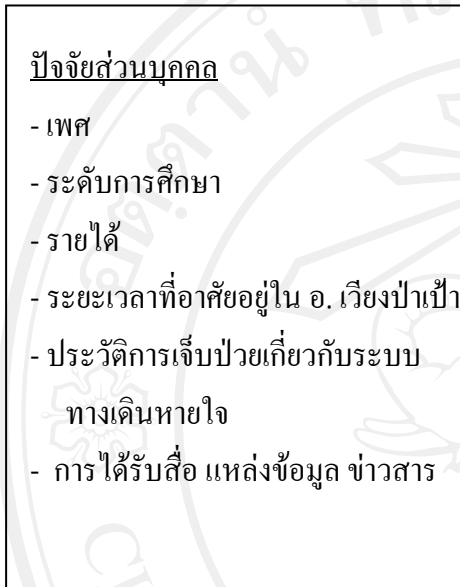 ปัจจัยส่วนบุคคล
- เพศ
- ระดับการศึกษา
- รายได้
- ระยะเวลาที่อาศัยอยู่ใน อ. เวียงป่าเป้า
- ประวัติการเจ็บป่วยเกี่ยวกับระบบ
ทางเดินหายใจ
- การได้รับสื่อ แหล่งข้อมูล ข่าวสาร